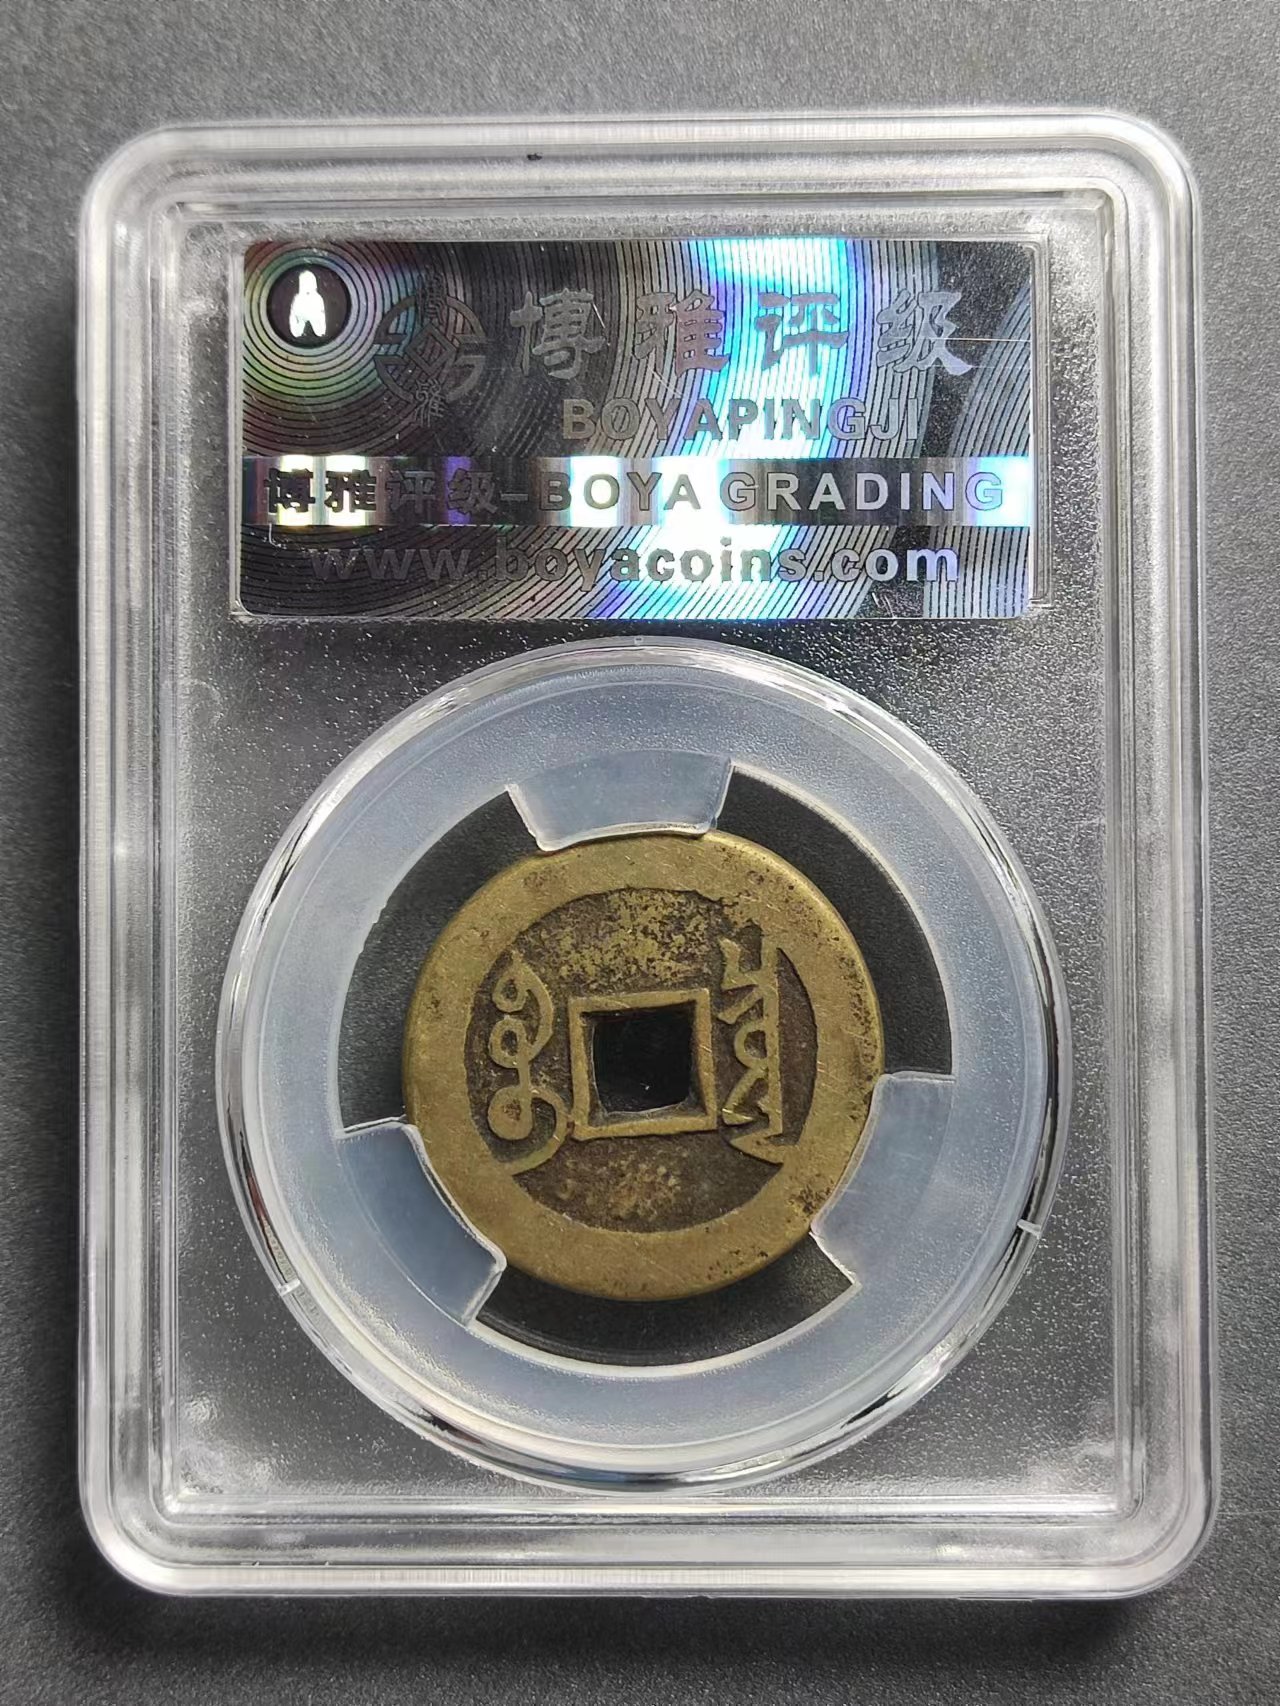 博雅评级
BOYAPINGJI
博雅评级-BOYA GRADING
www.boyacoins.com